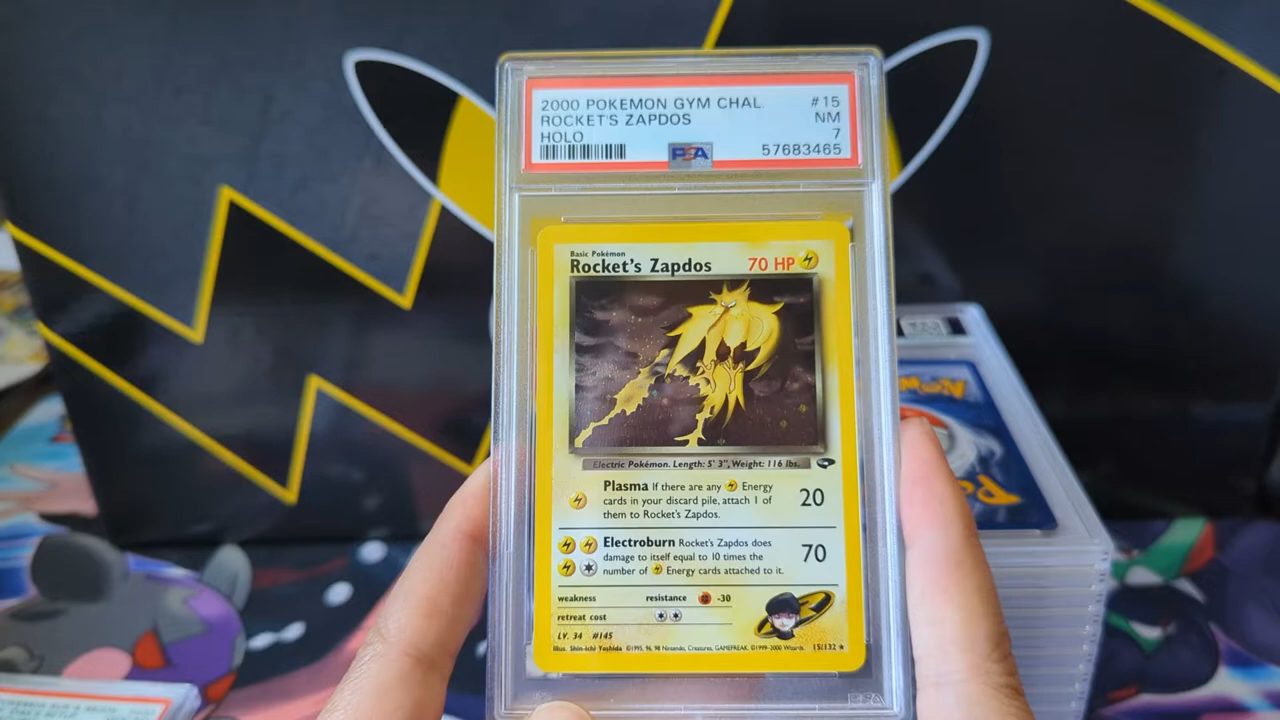 2000 POKEMON GYM CHAL. #15
ROCKET'S ZAPDOS NM
HOLO 7
PSA 57683465
Basic Pokémon
Rocket's Zapdos 70 HP
Electric Pokémon. Length: 5' 3", Weight: 116 lbs.
Plasma If there are any Energy
cards in your discard pile, attach 1 of
them to Rocket's Zapdos.
20
Electroburn Rocket's Zapdos does
damage to itself equal to 10 times the
number of Energy cards attached to it.
70
weakness resistance -30
retreat cost
LV. 34 #145
Illus. Shin-ichi Yoshida ©1995, 96, 98 Nintendo, Creatures, GAMEFREAK. ©1999-2000 Wizards. 15/132 ★
PSA